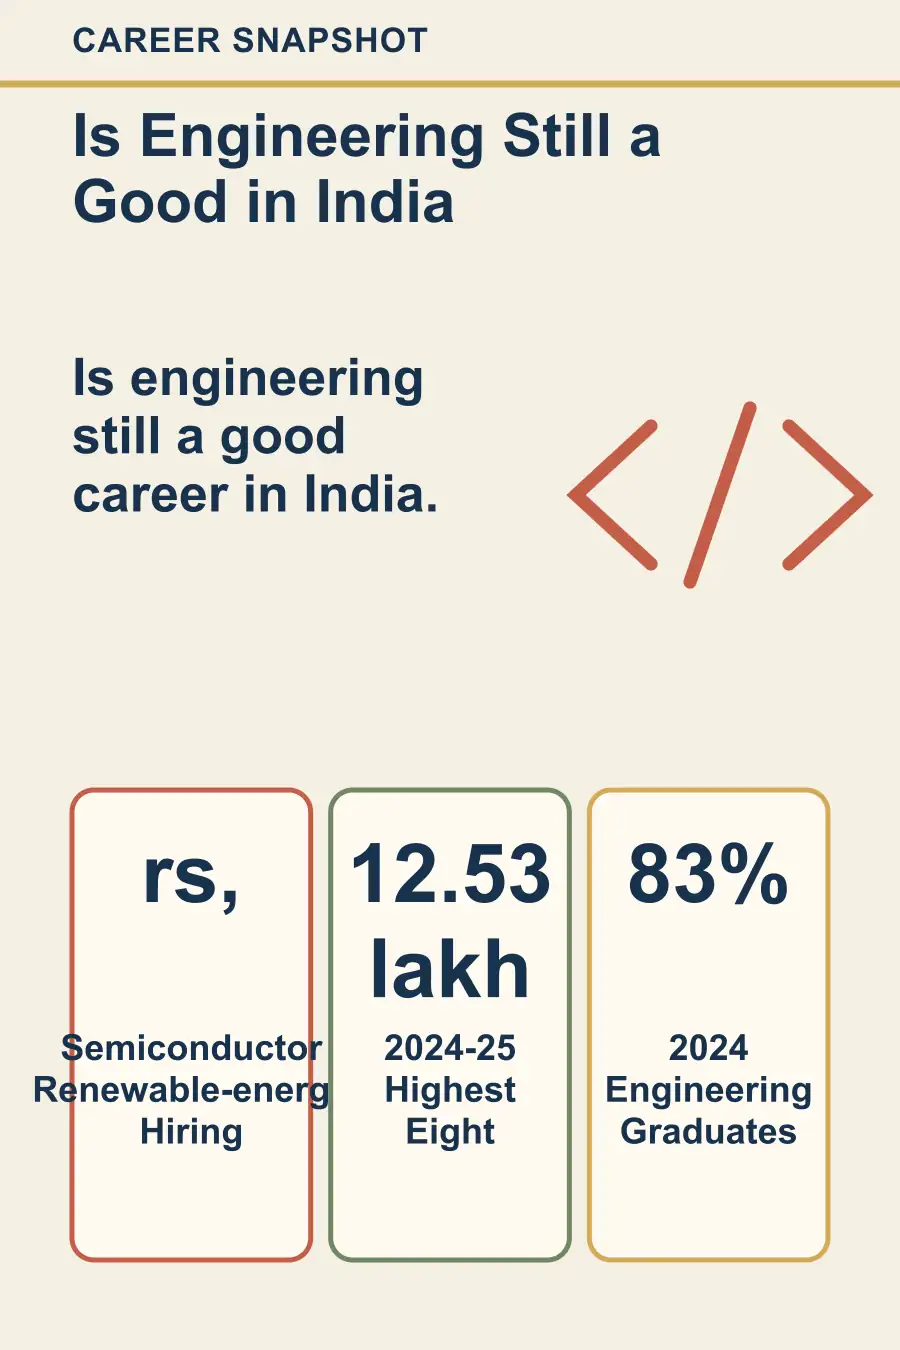 CAREER SNAPSHOT
Is Engineering Still a
Good in India
Is engineering
still a good
career in India.
</>
rs,
Semiconductor
Renewable-energ
Hiring
12.53
lakh
2024-25
Highest
Eight
83%
2024
Engineering
Graduates